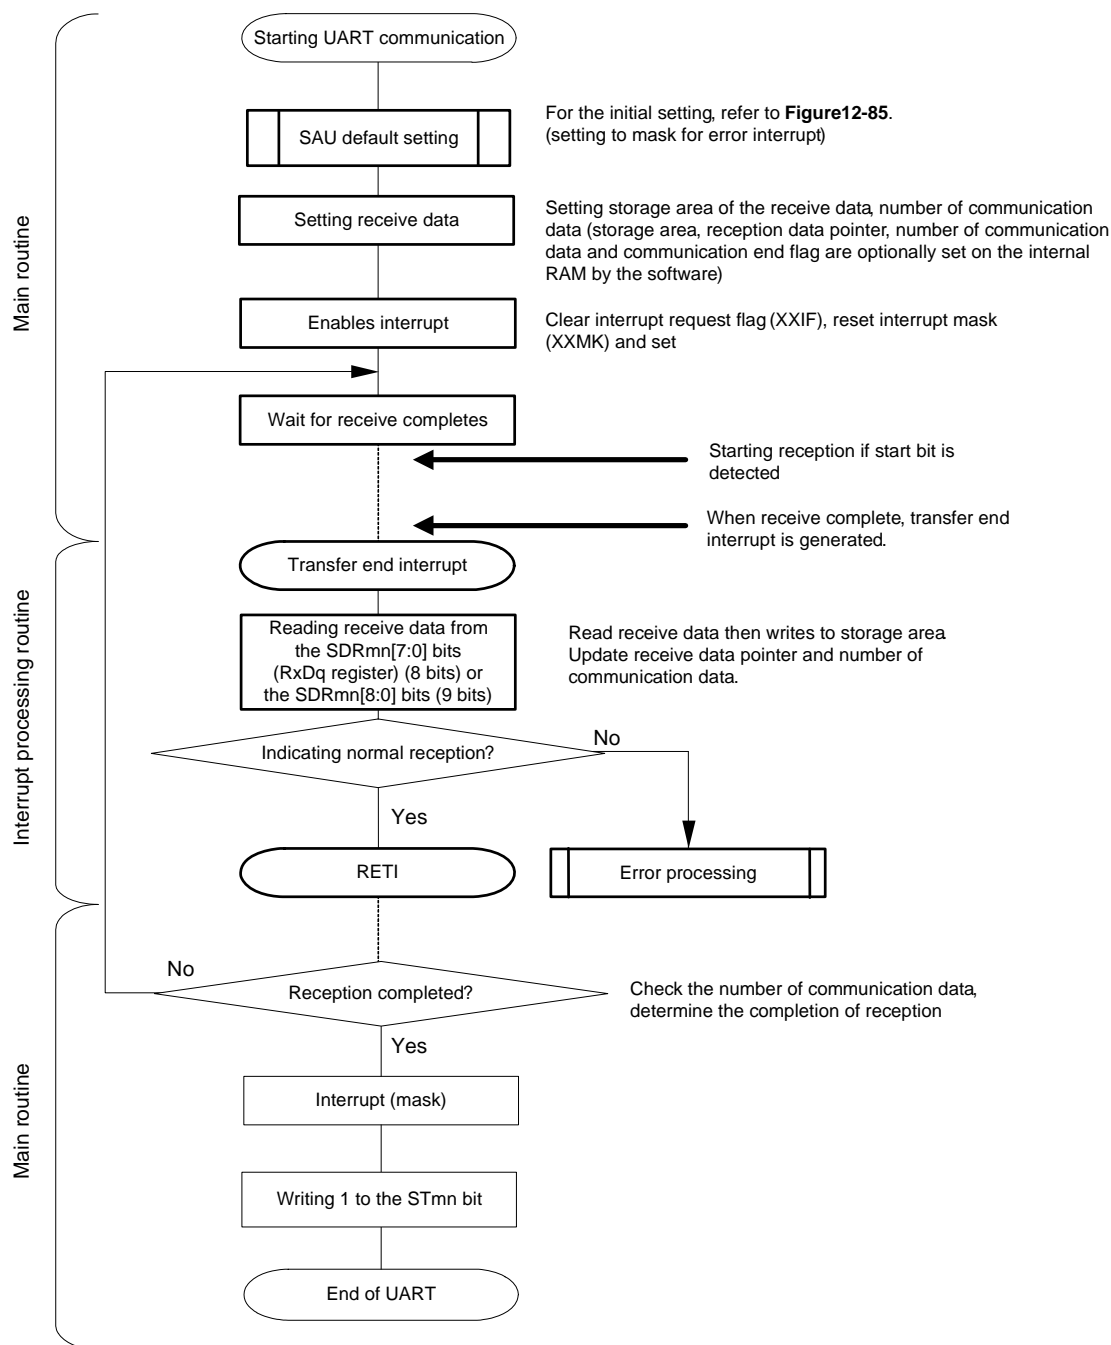 Starting UART communication
For the initial setting, refer to Figure12-85.
(setting to mask for error interrupt)
SAU default setting
Setting receive data
Setting storage area of the receive data, number of communication
data (storage area, reception data pointer, number of communication
data and communication end flag are optionally set on the internal
RAM by the software)
Main routine
Enables interrupt
Clear interrupt request flag (XXIF), reset interrupt mask
(XXMK) and set
Wait for receive completes
Starting reception if start bit is
detected
When receive complete, transfer end
interrupt is generated.
Transfer end interrupt
Reading receive data from
the SDRmn[7:0] bits
(RxDq register) (8 bits) or
the SDRmn[8:0] bits (9 bits)
Read receive data then writes to storage area.
Update receive data pointer and number of
communication data.
Interrupt processing routine
Indicating normal reception?
No
Yes
RETI
Error processing
No
Reception completed?
Check the number of communication data,
determine the completion of reception
Yes
Main routine
Interrupt (mask)
Writing 1 to the STmn bit
End of UART